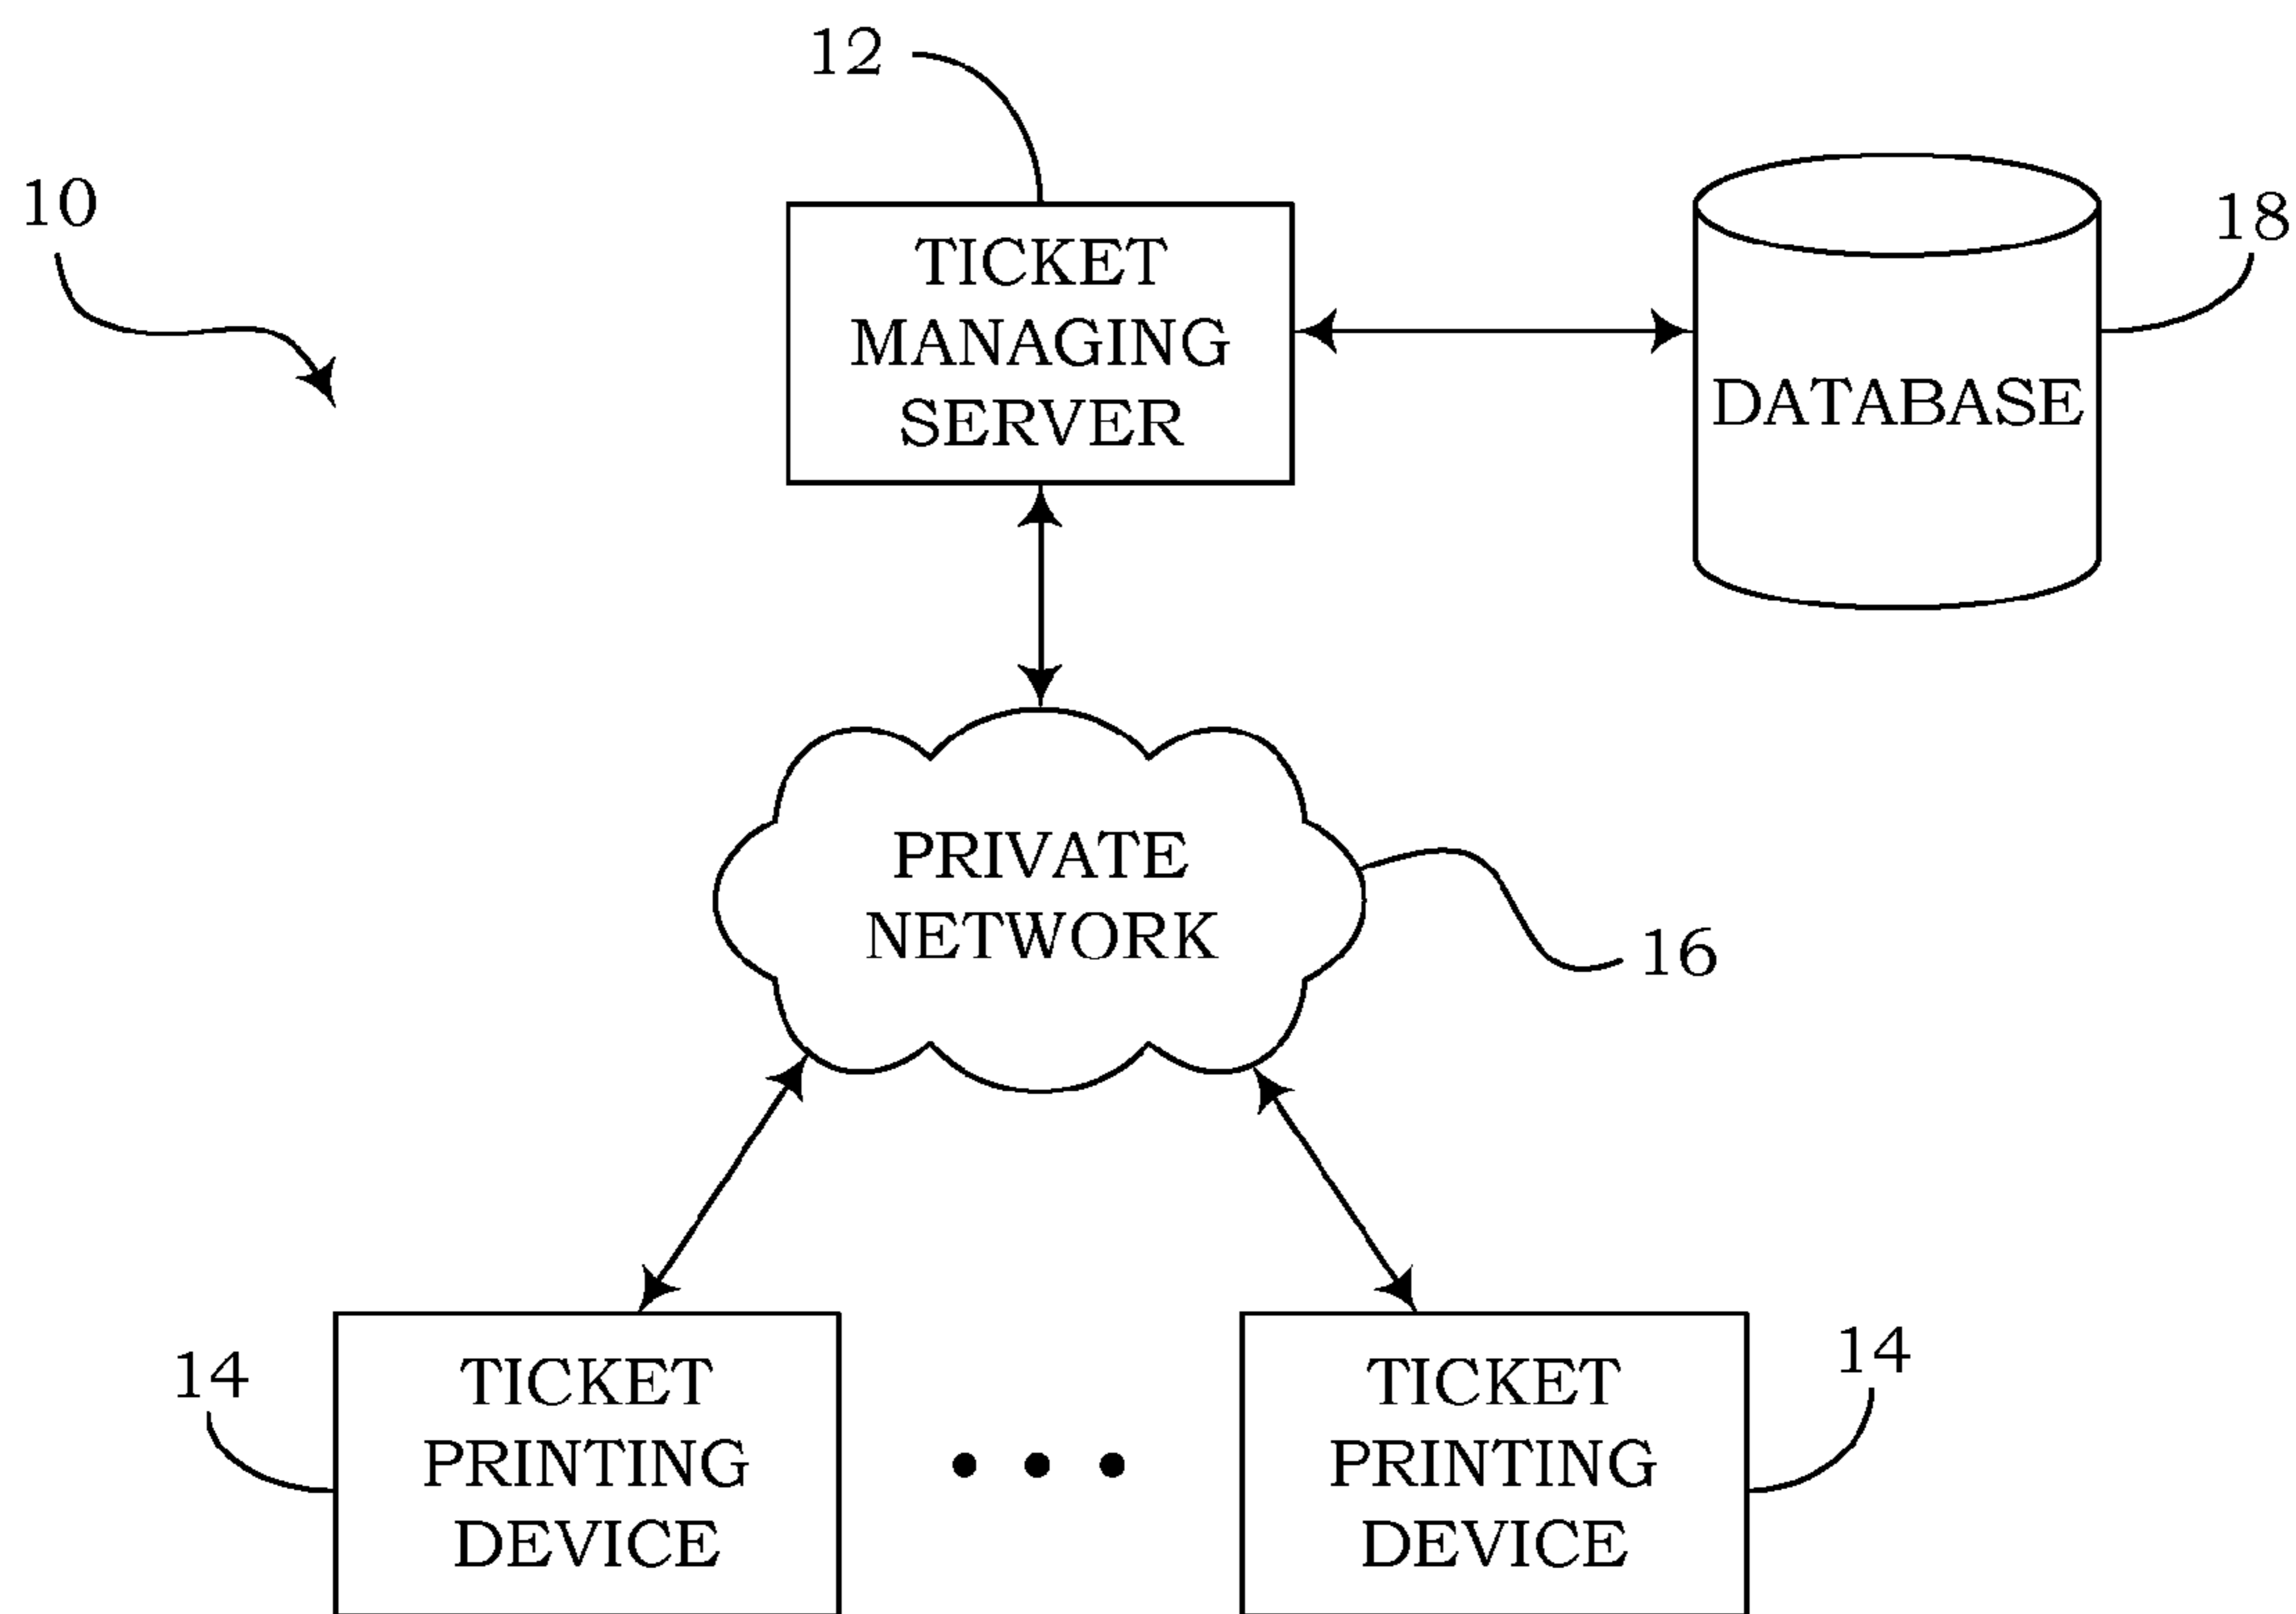 12
10
18
TICKET
MANAGING
SERVER
DATABASE
PRIVATE
NETWORK
16
14
TICKET
PRINTING
DEVICE
TICKET
PRINTING
DEVICE
14